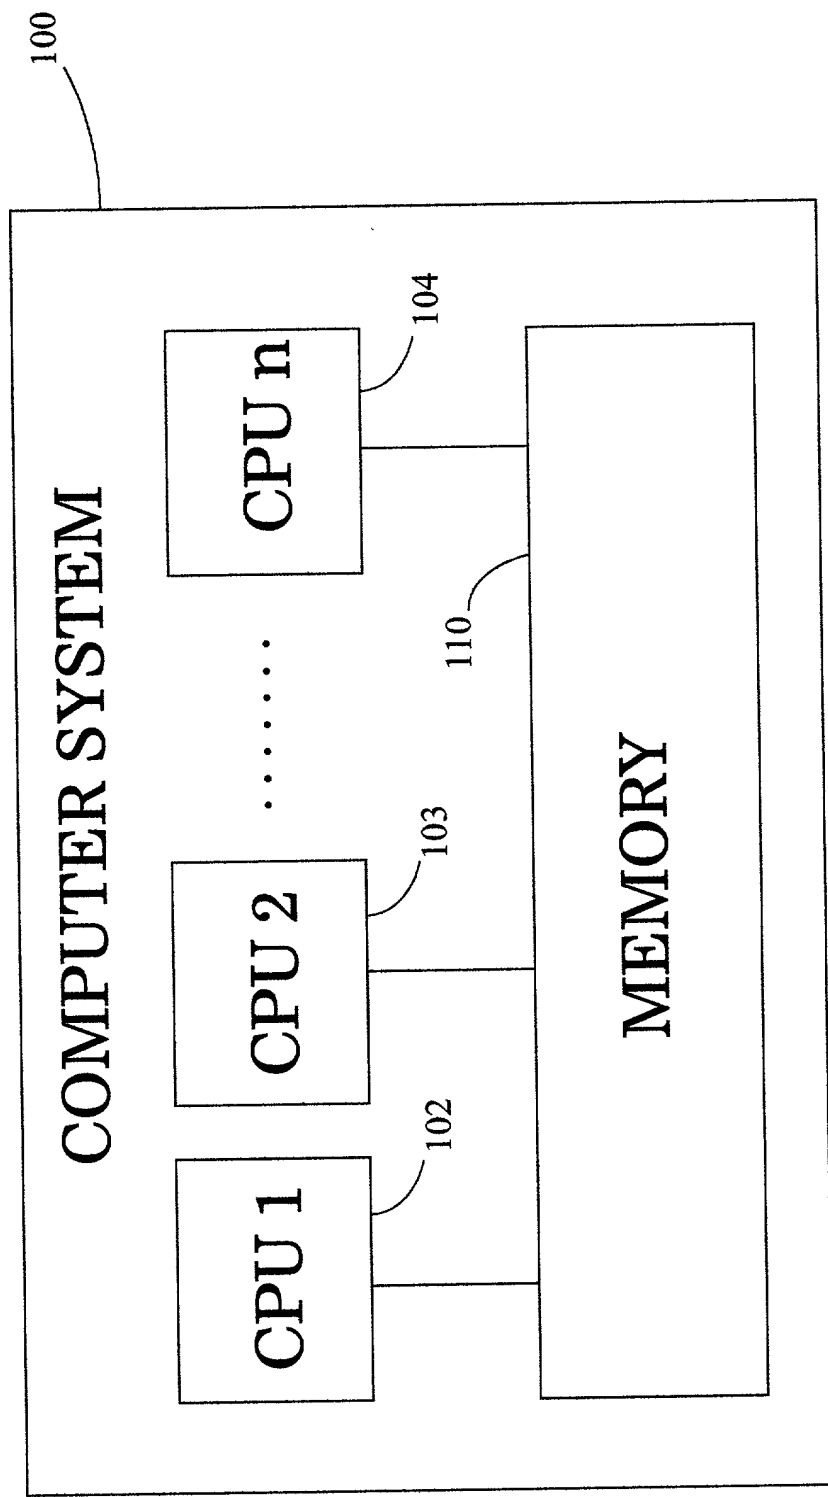 100
COMPUTER SYSTEM
CPU 1
CPU 2
.......
CPU n
102
103
104
110
MEMORY